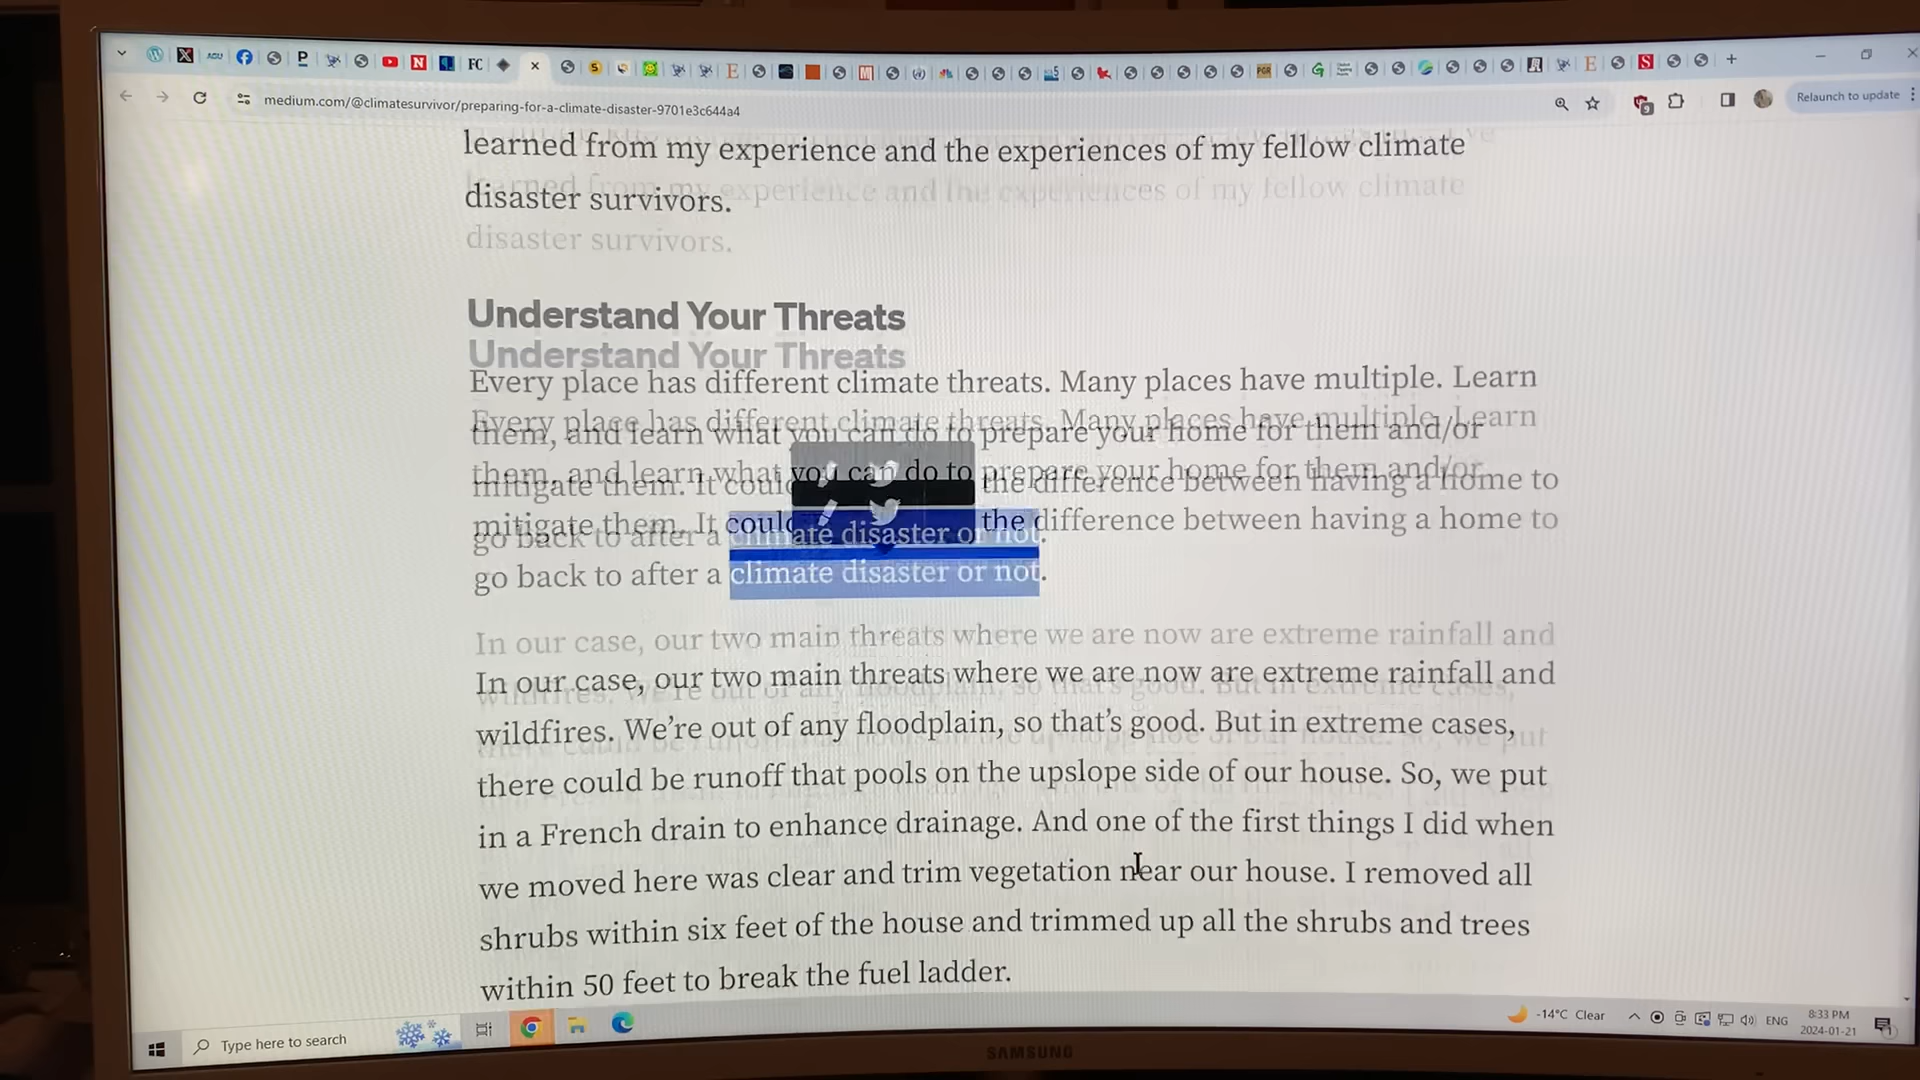 medium.com/@climatesurvivor/preparing-for-a-climate-disaster-9701e3c644a4
Relaunch to update
learned from my experience and the experiences of my fellow climate
disaster survivors.
Understand Your Threats
Every place has different climate threats. Many places have multiple. Learn
them, and learn what you can do to prepare your home for them and/or
mitigate them. It could the difference between having a home to
go back to after a climate disaster or not.
In our case, our two main threats where we are now are extreme rainfall and
wildfires. We're out of any floodplain, so that's good. But in extreme cases,
there could be runoff that pools on the upslope side of our house. So, we put
in a French drain to enhance drainage. And one of the first things I did when
we moved here was clear and trim vegetation near our house. I removed all
shrubs within six feet of the house and trimmed up all the shrubs and trees
within 50 feet to break the fuel ladder.
Type here to search
-14°C Clear
ENG
8:33 PM
2024-01-21
SAMSUNG